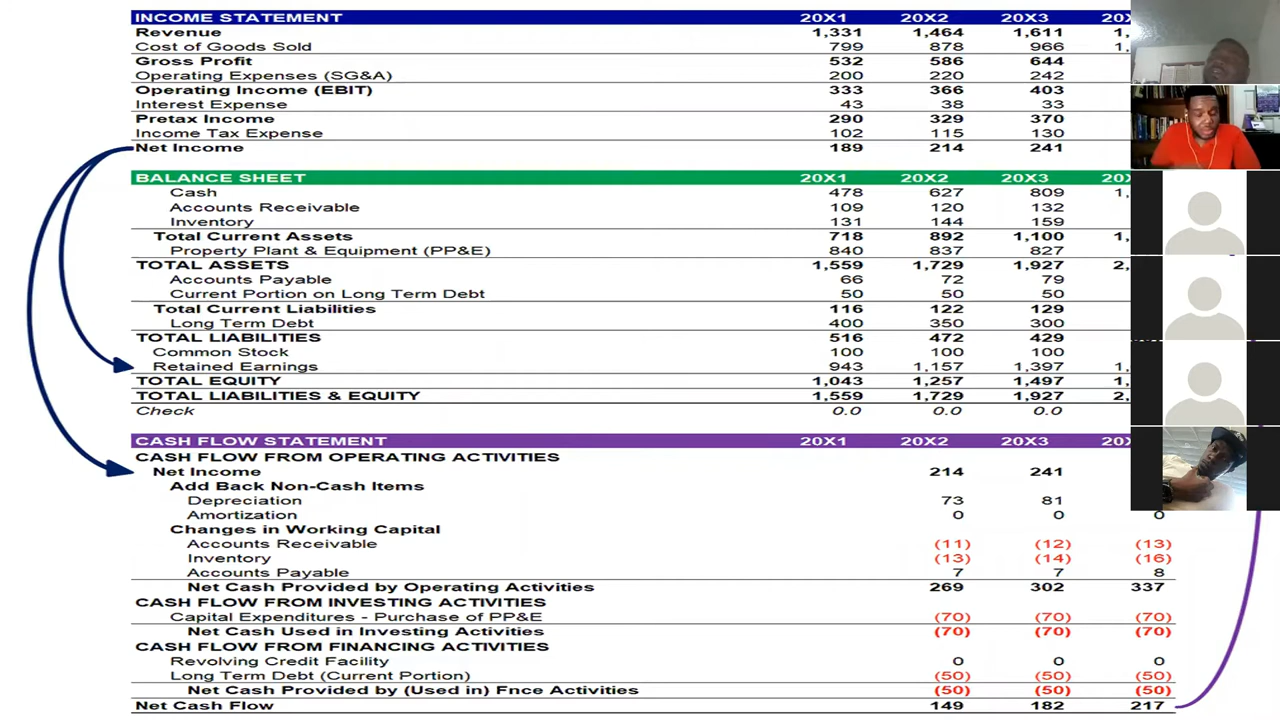 INCOME STATEMENT 20X1 20X2 20X3 20X
Revenue 1,331 1,464 1,611 1,
Cost of Goods Sold 799 878 966 1,
Gross Profit 532 586 644
Operating Expenses (SG&A) 200 220 242
Operating Income (EBIT) 333 366 403
Interest Expense 43 38 33
Pretax Income 290 329 370
Income Tax Expense 102 115 130
Net Income 189 214 241
BALANCE SHEET 20X1 20X2 20X3 20X
Cash 478 627 809 1,
Accounts Receivable 109 120 132
Inventory 131 144 159
Total Current Assets 718 892 1,100 1,
Property Plant & Equipment (PP&E) 840 837 827
TOTAL ASSETS 1,559 1,729 1,927 2,
Accounts Payable 66 72 79
Current Portion on Long Term Debt 50 50 50
Total Current Liabilities 116 122 129
Long Term Debt 400 350 300
TOTAL LIABILITIES 516 472 429
Common Stock 100 100 100
Retained Earnings 943 1,157 1,397 1,
TOTAL EQUITY 1,043 1,257 1,497 1,
TOTAL LIABILITIES & EQUITY 1,559 1,729 1,927 2,
Check 0.0 0.0 0.0
CASH FLOW STATEMENT 20X1 20X2 20X3 20X
CASH FLOW FROM OPERATING ACTIVITIES
Net Income 214 241
Add Back Non-Cash Items
Depreciation 73 81
Amortization 0 0 0
Changes in Working Capital
Accounts Receivable (11) (12) (13)
Inventory (13) (14) (16)
Accounts Payable 7 7 8
Net Cash Provided by Operating Activities 269 302 337
CASH FLOW FROM INVESTING ACTIVITIES
Capital Expenditures - Purchase of PP&E (70) (70) (70)
Net Cash Used in Investing Activities (70) (70) (70)
CASH FLOW FROM FINANCING ACTIVITIES
Revolving Credit Facility 0 0 0
Long Term Debt (Current Portion) (50) (50) (50)
Net Cash Provided by (Used in) Fnce Activities (50) (50) (50)
Net Cash Flow 149 182 217